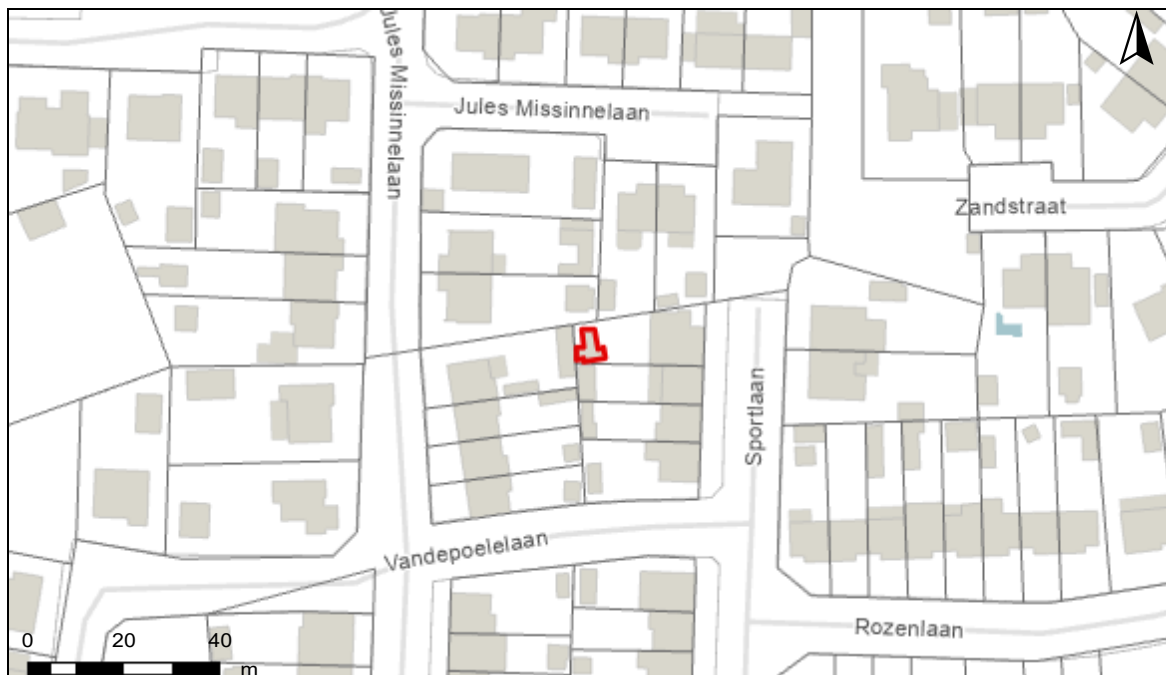 Jules Missinnelaan
Jules Missinnelaan
Zandstraat
Sportlaan
Vandepoelelaan
Rozenlaan
0 20 40
m